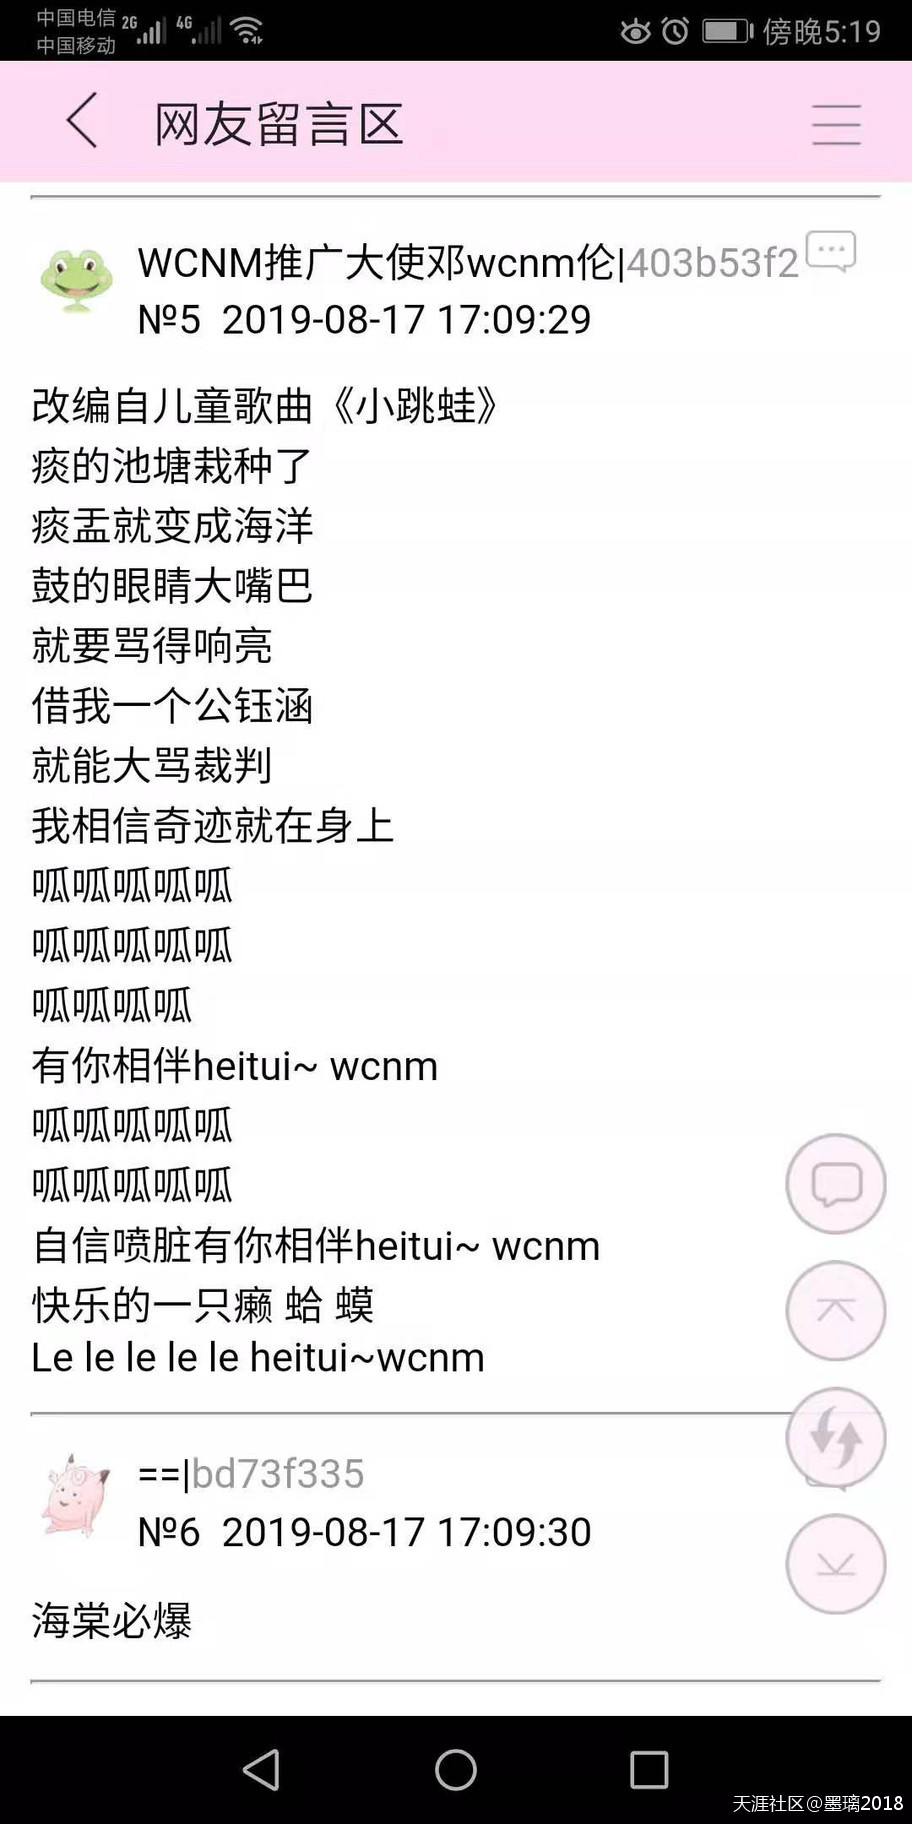 中国电信 2G 4G
中国移动
傍晚5:19
网友留言区
WCNM推广大使邓wcnm伦|403b53f2
№5 2019-08-17 17:09:29
改编自儿童歌曲《小跳蛙》
痰的池塘栽种了
痰盂就变成海洋
鼓的眼睛大嘴巴
就要骂得响亮
借我一个公钰涵
就能大骂裁判
我相信奇迹就在身上
呱呱呱呱呱
呱呱呱呱呱
呱呱呱呱
有你相伴heitui~ wcnm
呱呱呱呱呱
呱呱呱呱呱
自信喷脏有你相伴heitui~ wcnm
快乐的一只癞 蛤 蟆
Le le le le le heitui~wcnm
==|bd73f335
№6 2019-08-17 17:09:30
海棠必爆
天涯社区@墨璃2018